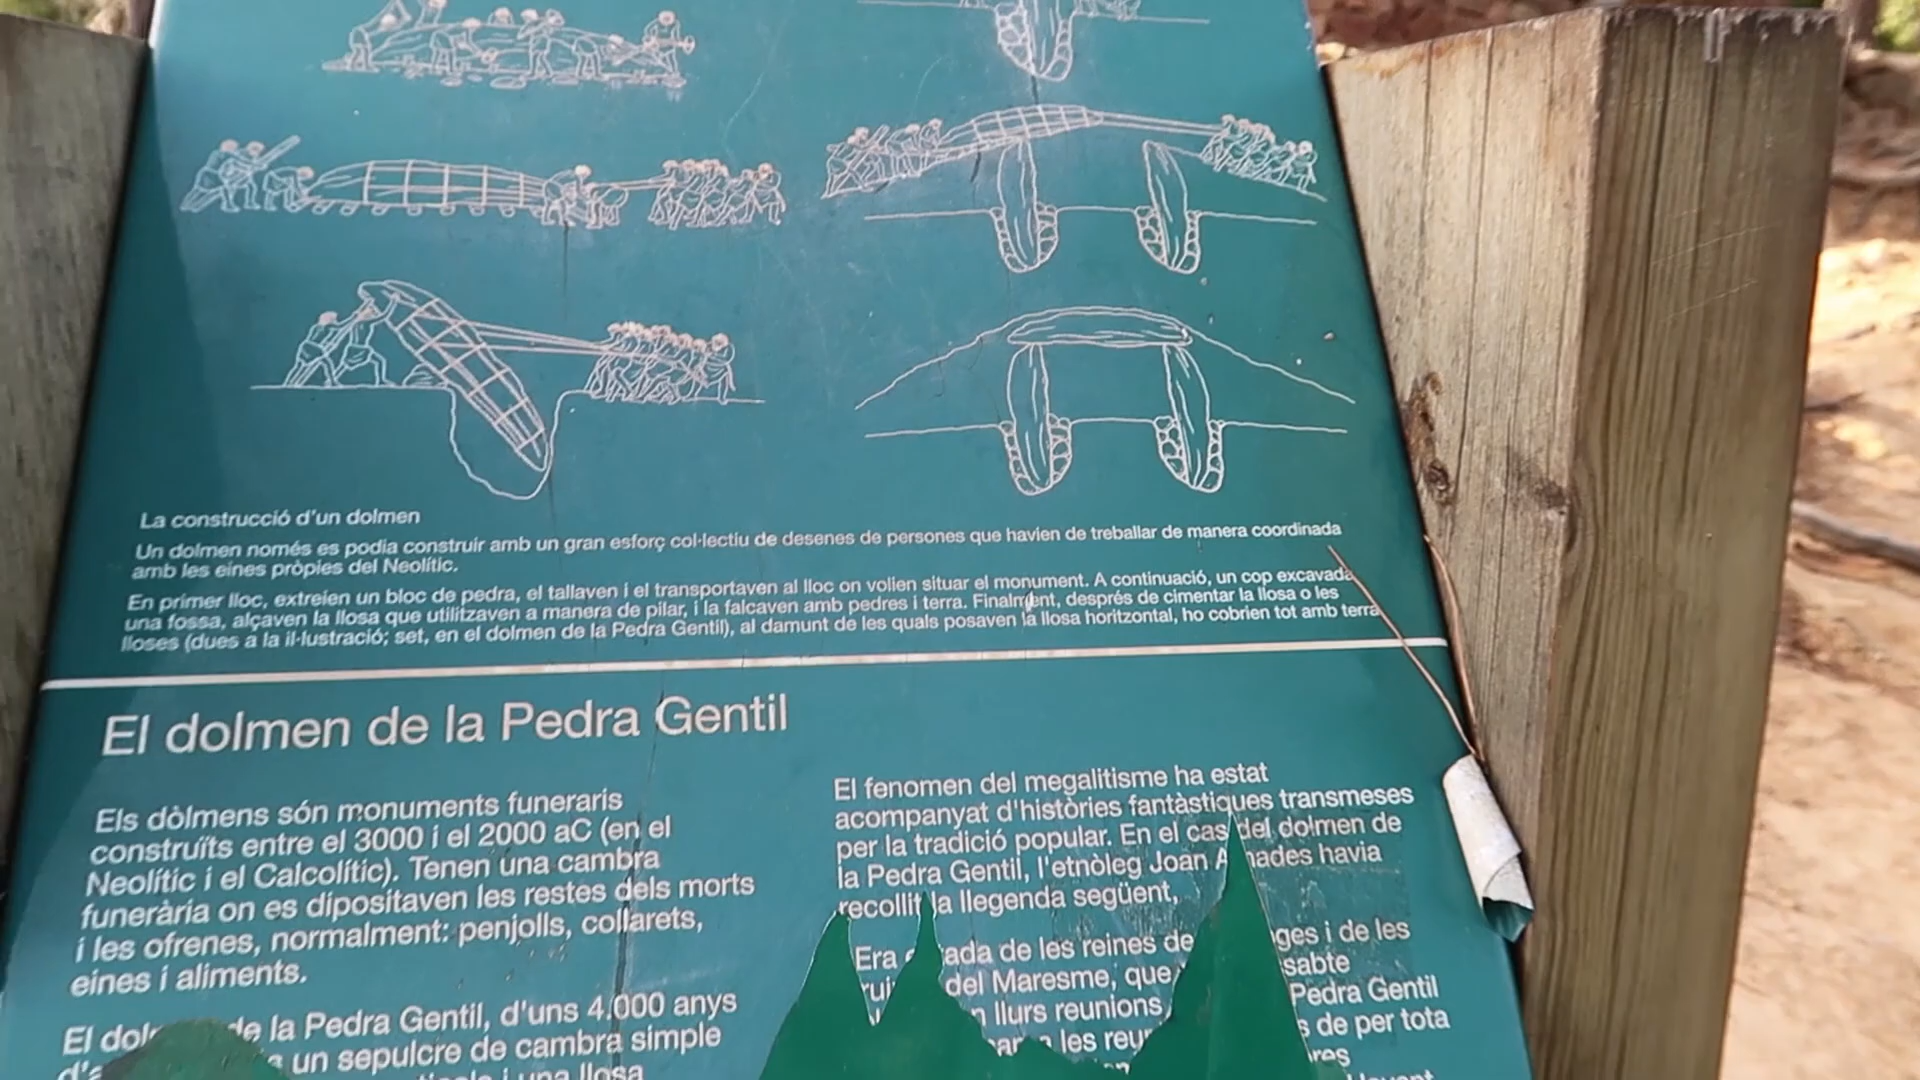 La construcció d'un dolmen
Un dolmen només es podia construir amb un gran esforç col·lectiu de desenes de persones que havien de treballar de manera coordinada
amb les eines pròpies del Neolític.
En primer lloc, extreien un bloc de pedra, el tallaven i el transportaven al lloc on volien situar el monument. A continuació, un cop excavada
una fossa, alçaven la llosa que utilitzaven a manera de pilar, i la falcaven amb pedres i terra. Finalment, després de cimentar la llosa o les
lloses (dues a la il·lustració; set, en el dolmen de la Pedra Gentil), al damunt de les quals posaven la llosa horitzontal, ho cobrien tot amb terra
El dolmen de la Pedra Gentil
Els dòlmens són monuments funeraris
construïts entre el 3000 i el 2000 aC (en el
Neolític i el Calcolític). Tenen una cambra
funerària on es dipositaven les restes dels morts
i les ofrenes, normalment: penjolls, collarets,
eines i aliments.
de la Pedra Gentil, d'uns 4.000 anys
un sepulcre de cambra simple
i una llosa
El fenomen del megalitisme ha estat
acompanyat d'històries fantàstiques transmeses
per la tradició popular. En el cas del dolmen de
la Pedra Gentil, l'etnòleg Joan havia
recollit la llegenda següent,
Era de les reines de i de les
del Maresme, que
llurs reunions, Pedra Gentil
les de per tota